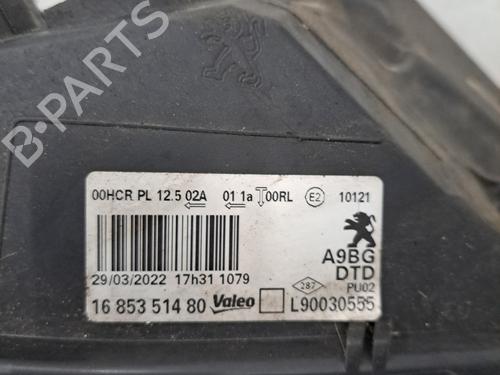 B-PARTS
00HCR PL 12.5 02A 01 1a 00RL E2 10121
A9BG
DTD
29/03/2022 17h31 1079
287 PU02
16 853 514 80 Valeo L90030555